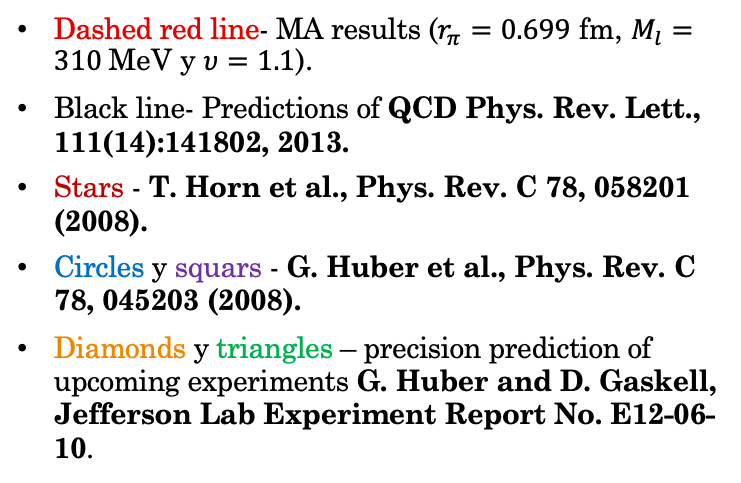 • Dashed red line- MA results (r_π = 0.699 fm, M_l =
310 MeV y υ = 1.1).
• Black line- Predictions of QCD Phys. Rev. Lett.,
111(14):141802, 2013.
• Stars - T. Horn et al., Phys. Rev. C 78, 058201
(2008).
• Circles y squars - G. Huber et al., Phys. Rev. C
78, 045203 (2008).
• Diamonds y triangles – precision prediction of
upcoming experiments G. Huber and D. Gaskell,
Jefferson Lab Experiment Report No. E12-06-
10.